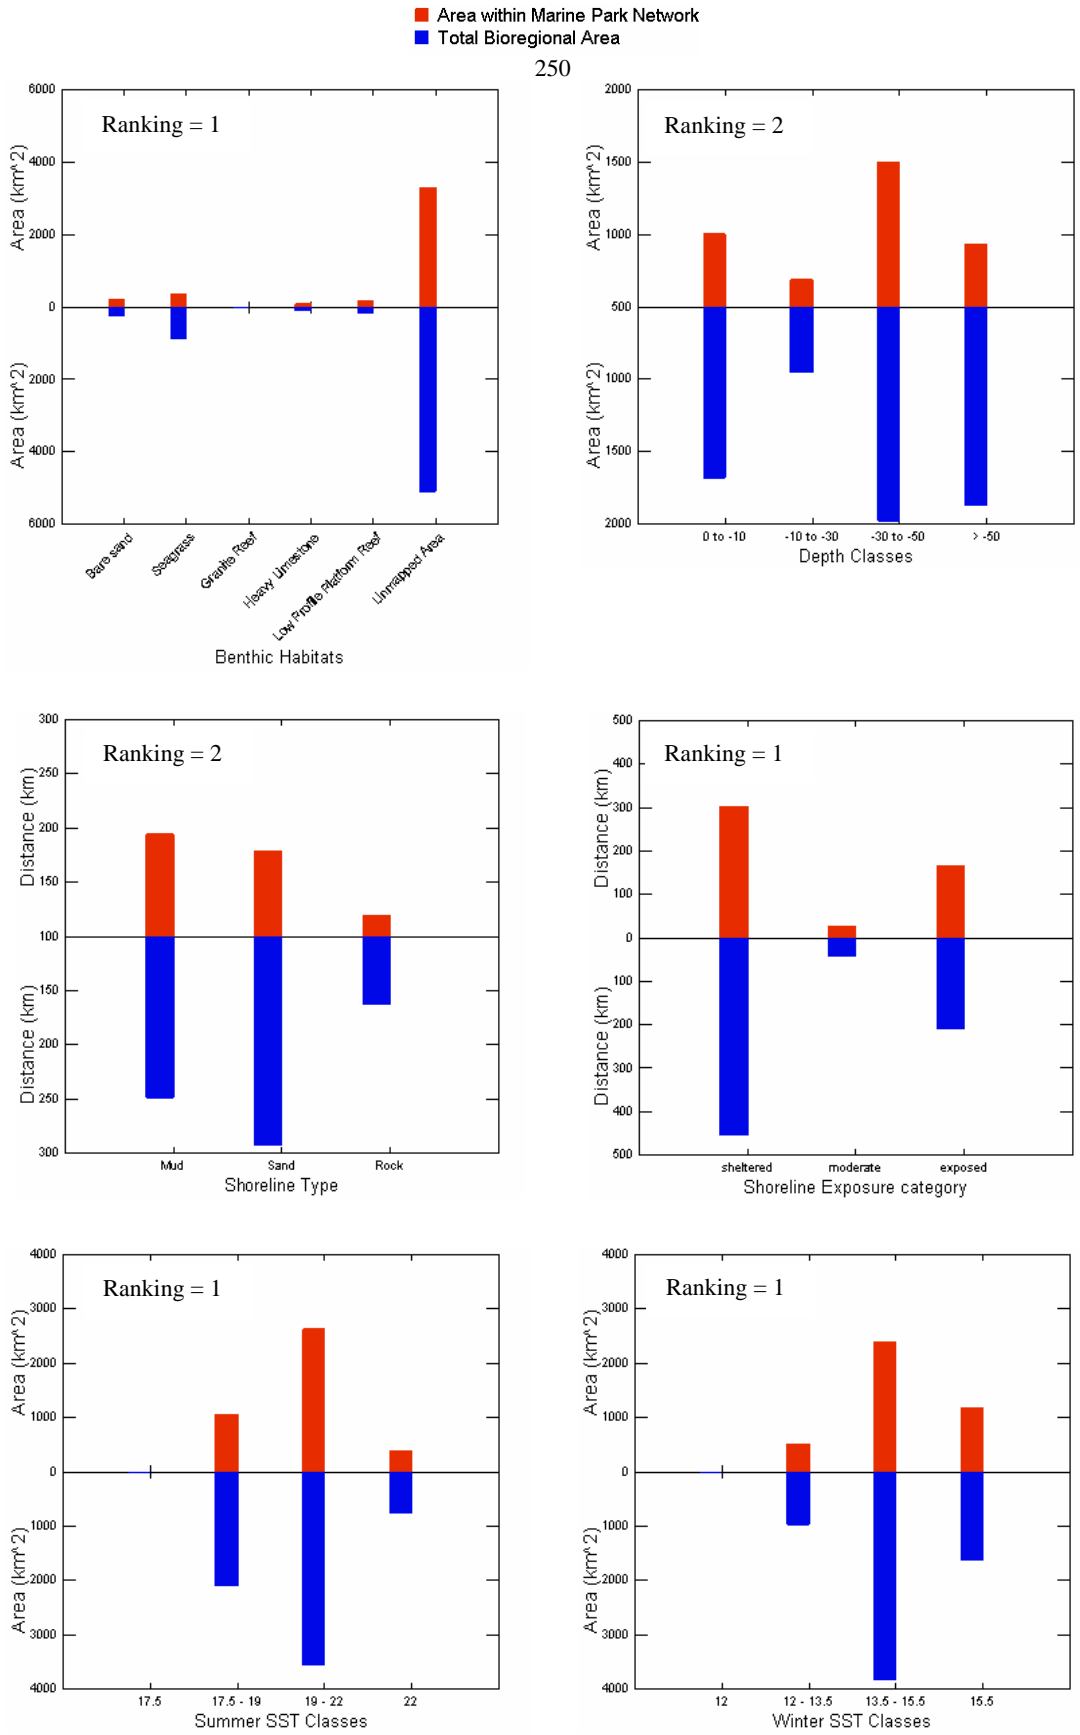 Area within Marine Park Network
Total Bioregional Area
250
Ranking = 1
6000
4000
2000
0
2000
4000
6000
Area (km^2)
Area (km^2)
Bare sand
Seagrass
Granite Reef
Heavy Limestone
Low Profile Platform Reef
Unmapped Area
Benthic Habitats
Ranking = 2
2000
1500
1000
500
1000
1500
2000
Area (km^2)
Area (km^2)
0 to -10
-10 to -30
-30 to -50
> -50
Depth Classes
Ranking = 2
300
250
200
150
100
150
200
250
300
Distance (km)
Distance (km)
Mud
Sand
Rock
Shoreline Type
Ranking = 1
500
400
300
200
100
0
100
200
300
400
500
Distance (km)
Distance (km)
sheltered
moderate
exposed
Shoreline Exposure category
Ranking = 1
4000
3000
2000
1000
0
1000
2000
3000
4000
Area (km^2)
Area (km^2)
17.5
17.5 - 19
19 - 22
22
Summer SST Classes
Ranking = 1
4000
3000
2000
1000
0
1000
2000
3000
4000
Area (km^2)
Area (km^2)
12
12 - 13.5
13.5 - 15.5
15.5
Winter SST Classes